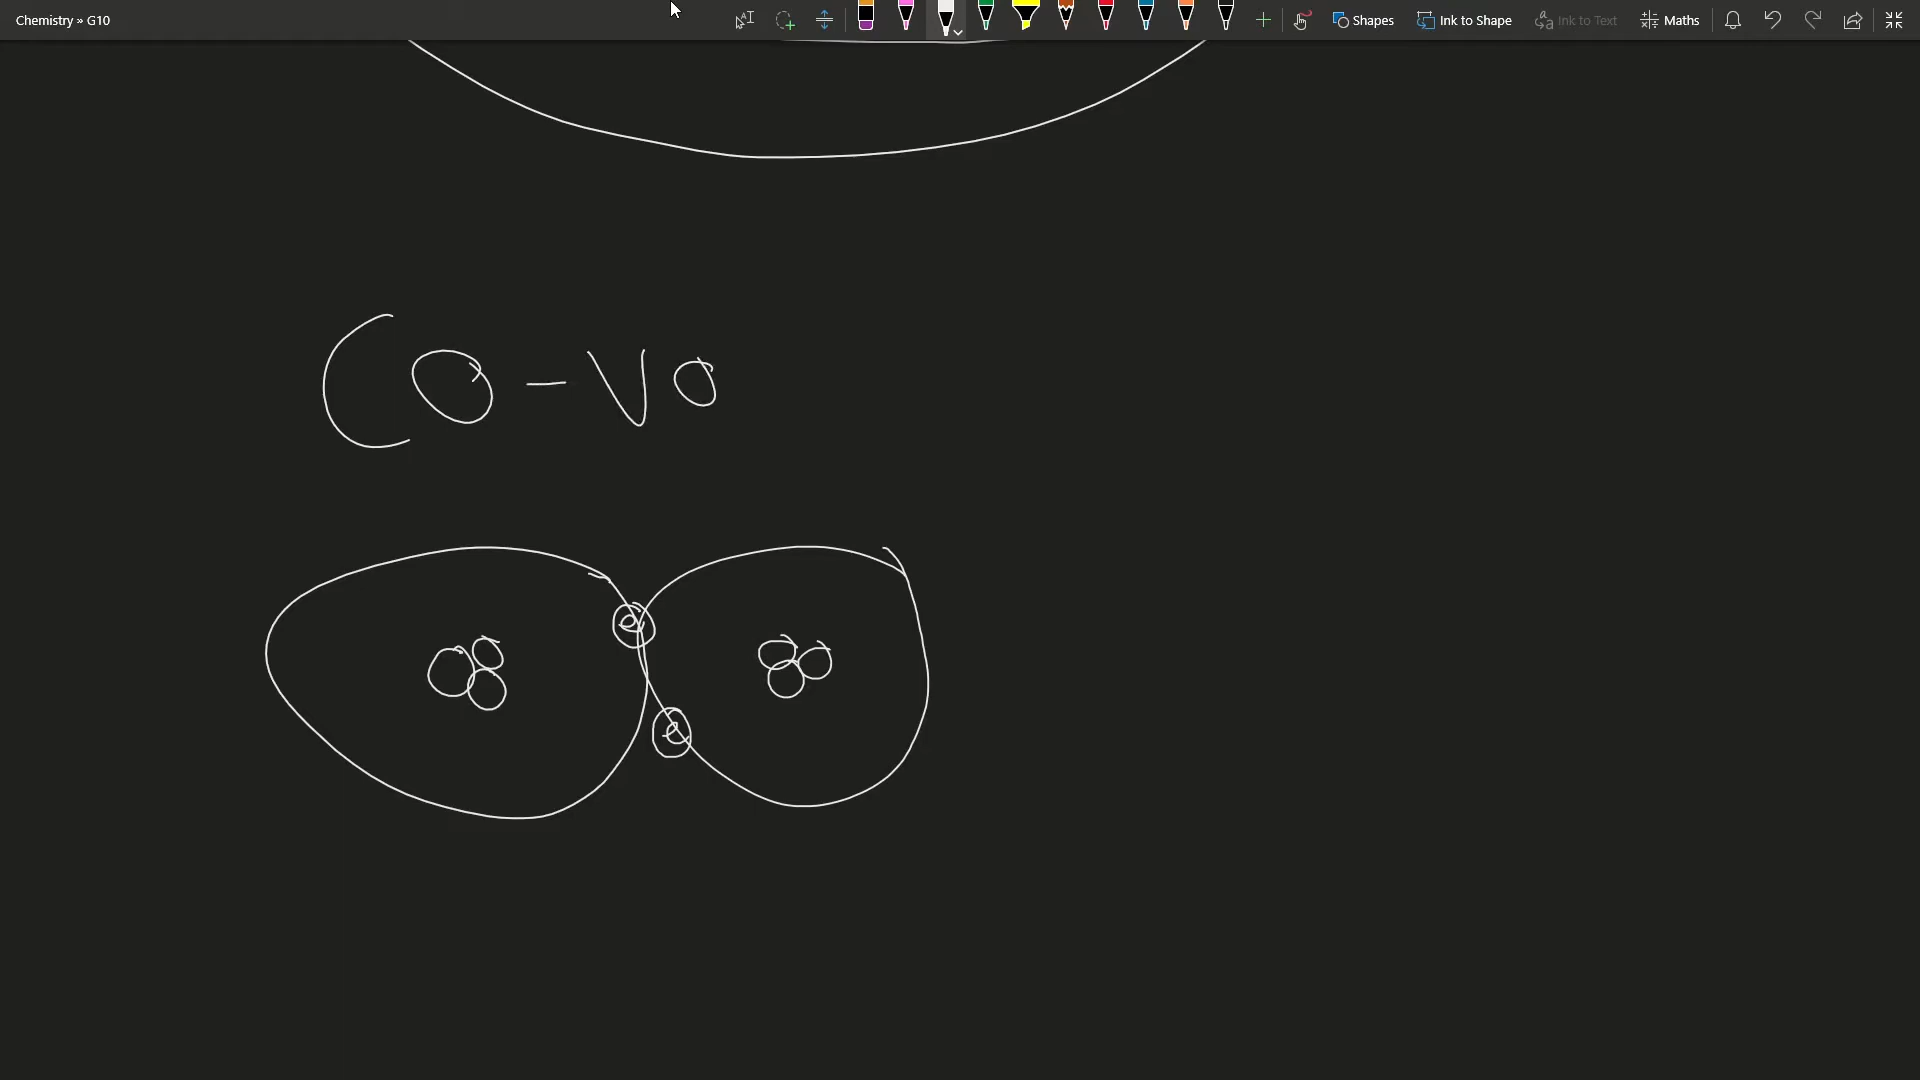 Chemistry » G10
Shapes
Ink to Shape
Ink to Text
Maths
CO-VO
e
e